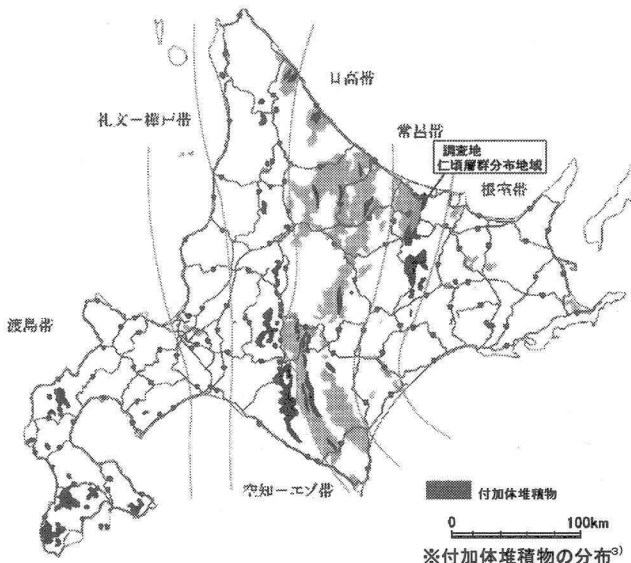 日高帯
礼文－樺戸帯
常呂帯
調査地
仁頃層群分布地域
根室帯
渡島帯
空知－エゾ帯
付加体堆積物
0 100km
※付加体堆積物の分布³⁾